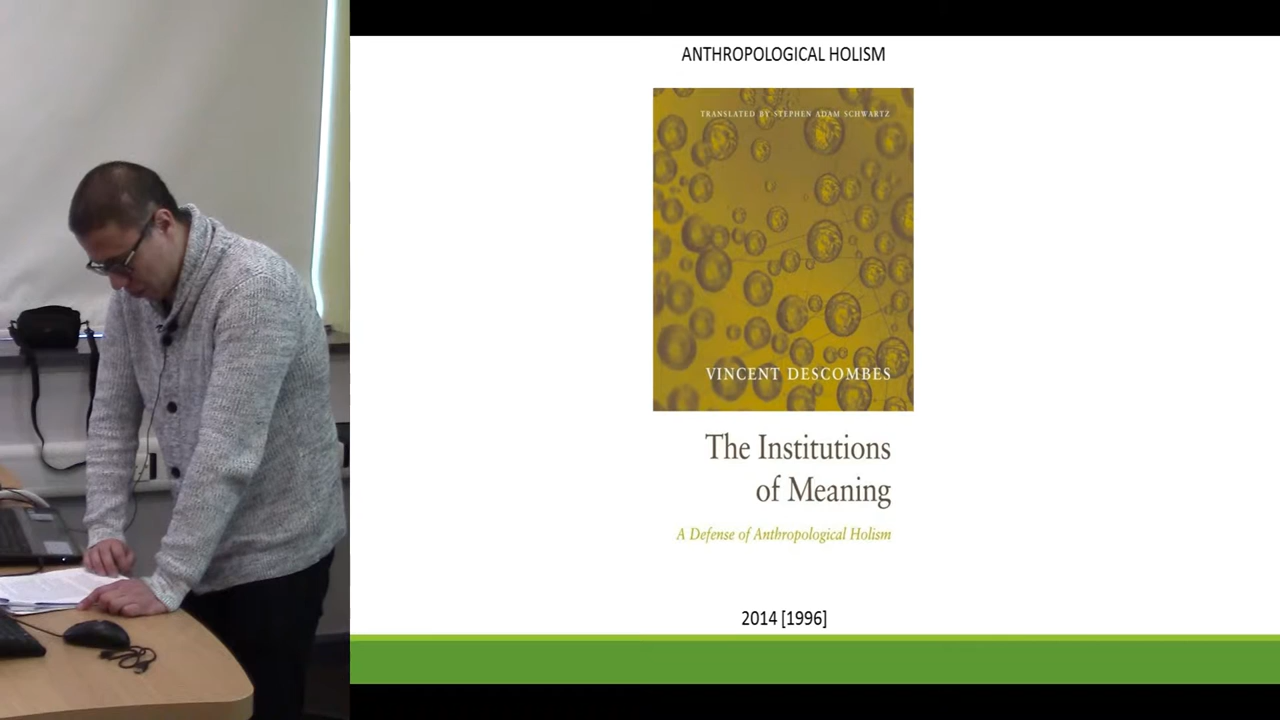 ANTHROPOLOGICAL HOLISM
TRANSLATED BY STEPHEN ADAM SCHWARTZ
VINCENT DESCOMBES
The Institutions
of Meaning
A Defense of Anthropological Holism
2014 [1996]